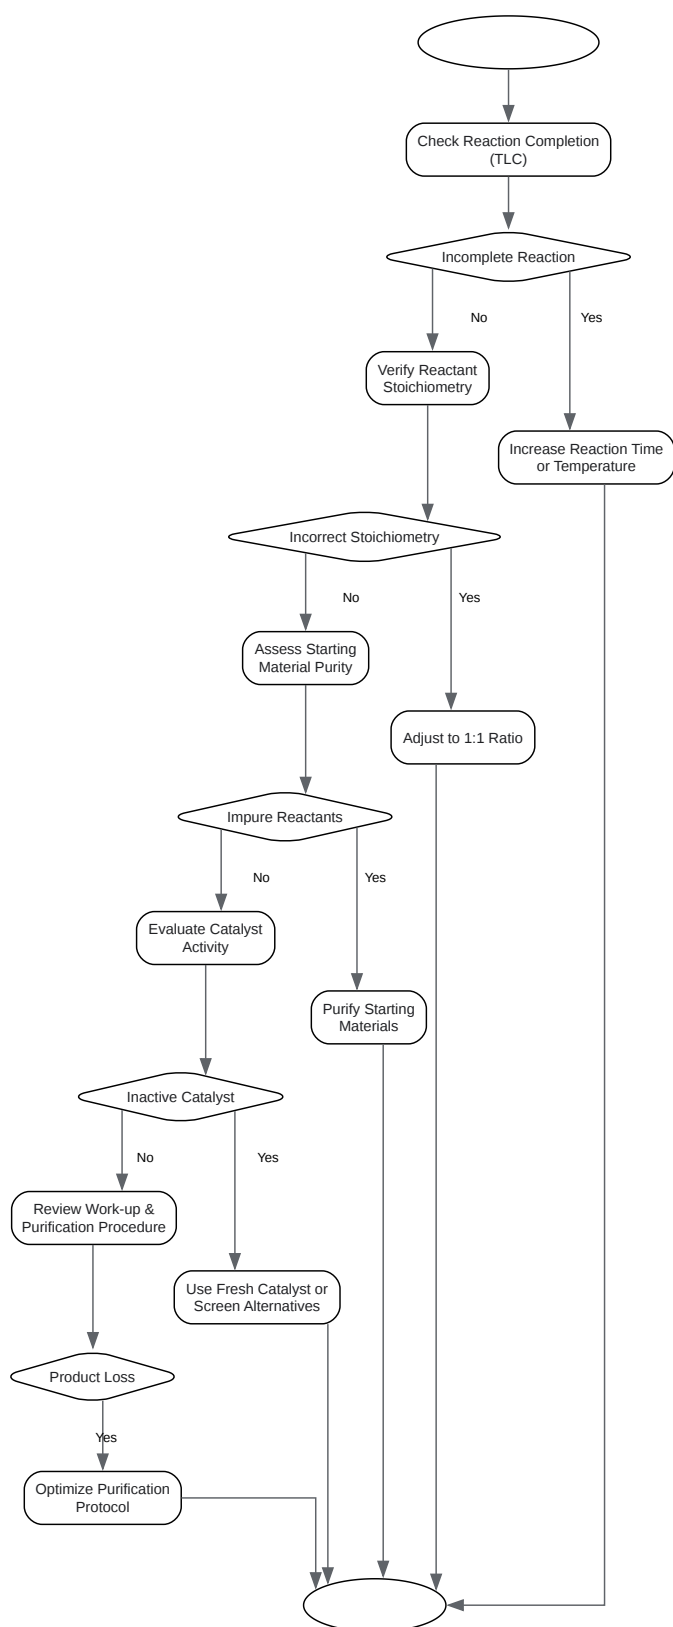 Check Reaction Completion
(TLC)
Incomplete Reaction
No
Yes
Verify Reactant
Stoichiometry
Increase Reaction Time
or Temperature
Incorrect Stoichiometry
No
Yes
Assess Starting
Material Purity
Adjust to 1:1 Ratio
Impure Reactants
No
Yes
Evaluate Catalyst
Activity
Purify Starting
Materials
Inactive Catalyst
No
Yes
Review Work-up &
Purification Procedure
Use Fresh Catalyst or
Screen Alternatives
Product Loss
Yes
Optimize Purification
Protocol